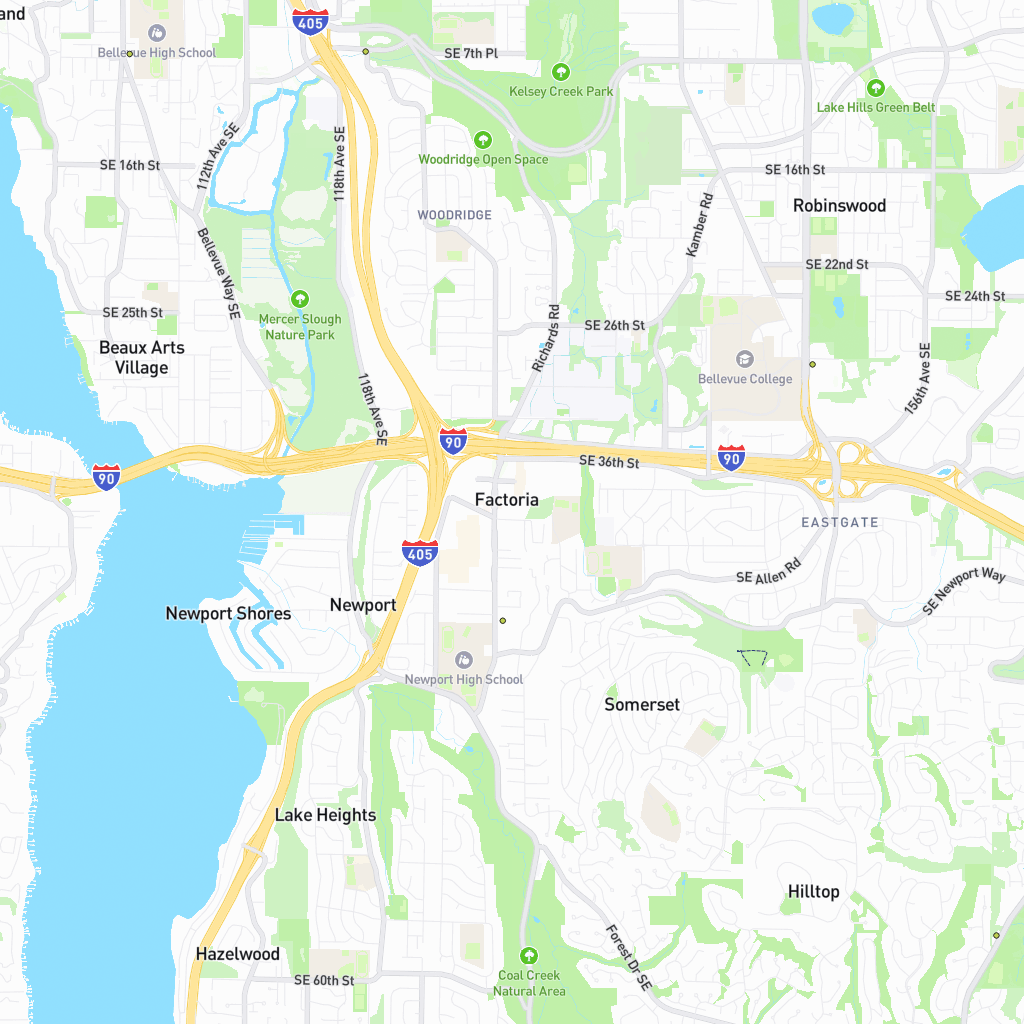 and
405
Bellevue High School
SE 7th Pl
Kelsey Creek Park
Lake Hills Green Belt
118th Ave SE
112th Ave SE
Woodridge Open Space
SE 16th St
SE 16th St
Kamber Rd
Robinswood
WOODRIDGE
Bellevue Way SE
SE 22nd St
SE 24th St
Mercer Slough
Nature Park
SE 25th St
SE 26th St
Richards Rd
Beaux Arts
Village
Bellevue College
156th Ave SE
118th Ave SE
90
90
90
SE 36th St
Factoria
EASTGATE
405
SE Allen Rd
SE Newport Way
Newport
Newport Shores
Newport High School
Somerset
Lake Heights
Hilltop
Hazelwood
Forest Dr SE
SE 60th St
Coal Creek
Natural Area